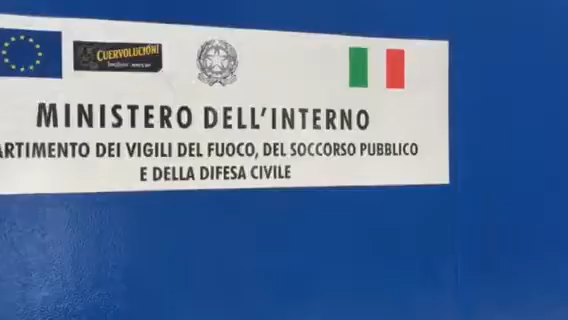 CUERVOLUCIÓN!
MINISTERO DELL'INTERNO
ARTIMENTO DEI VIGILI DEL FUOCO, DEL SOCCORSO PUBBLICO
E DELLA DIFESA CIVILE